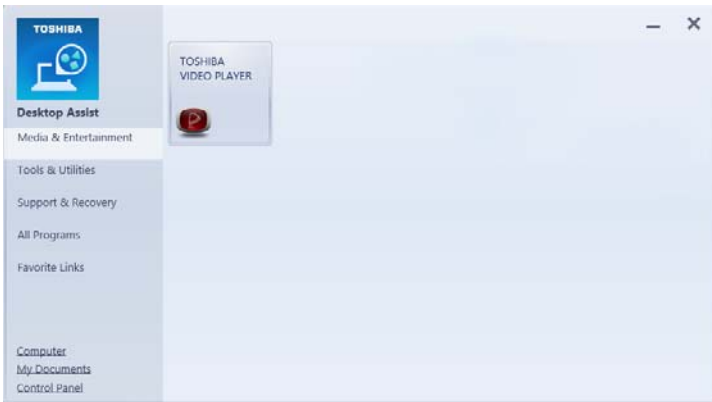 TOSHIBA
Desktop Assist
Media & Entertainment
Tools & Utilities
Support & Recovery
All Programs
Favorite Links
Computer
My Documents
Control Panel
TOSHIBA
VIDEO PLAYER